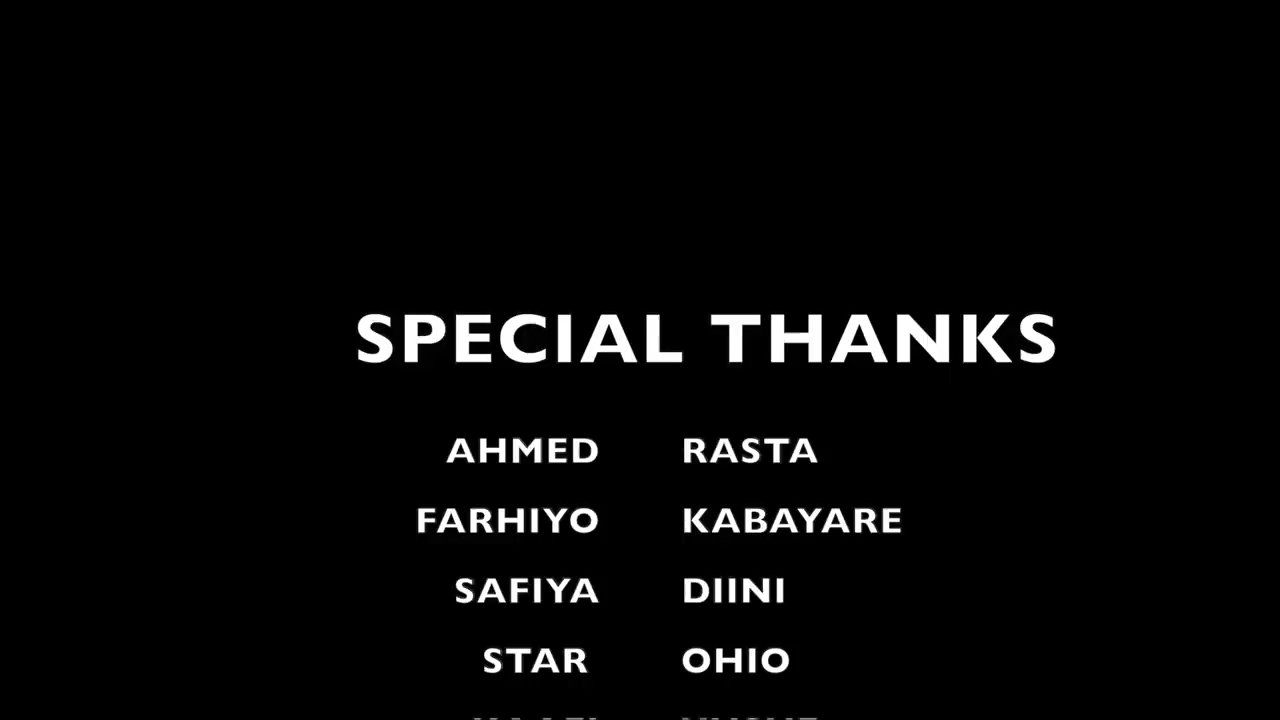 SPECIAL THANKS
AHMED RASTA
FARHIYO KABAYARE
SAFIYA DIINI
STAR OHIO